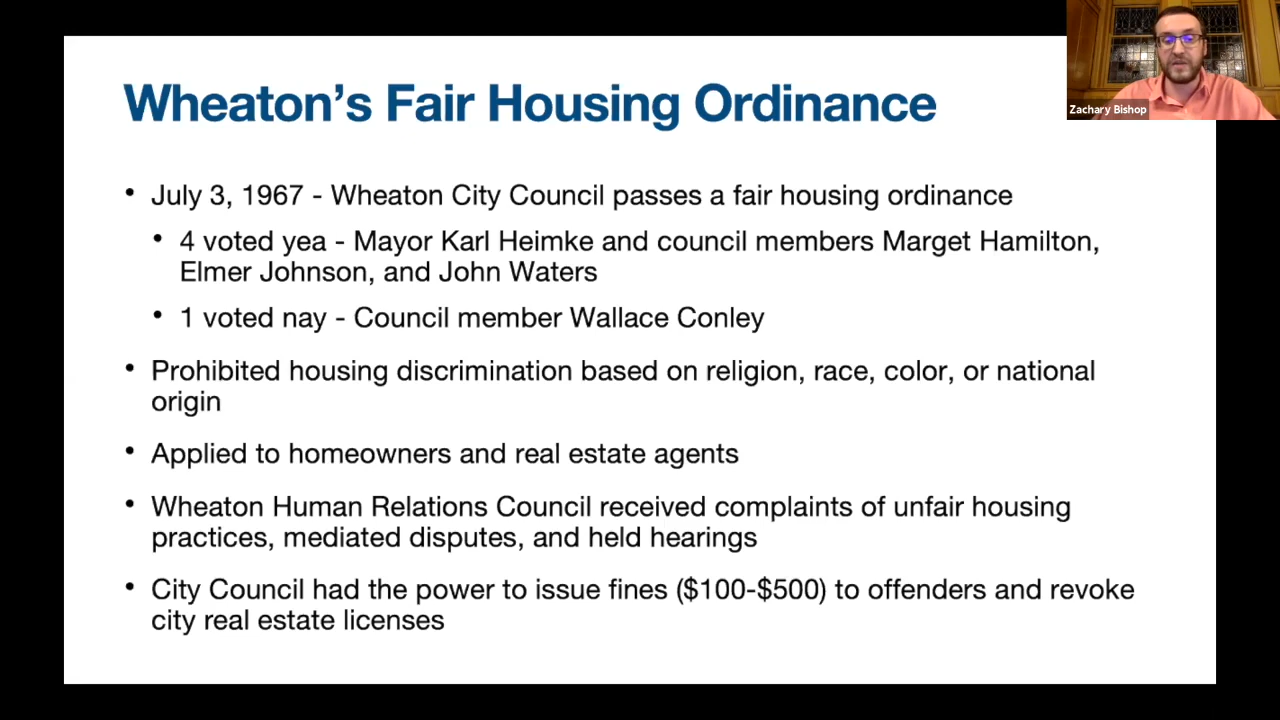 Wheaton's Fair Housing Ordinance
Zachary Bishop
• July 3, 1967 - Wheaton City Council passes a fair housing ordinance
• 4 voted yea - Mayor Karl Heimke and council members Marget Hamilton,
Elmer Johnson, and John Waters
• 1 voted nay - Council member Wallace Conley
• Prohibited housing discrimination based on religion, race, color, or national
origin
• Applied to homeowners and real estate agents
• Wheaton Human Relations Council received complaints of unfair housing
practices, mediated disputes, and held hearings
• City Council had the power to issue fines ($100-$500) to offenders and revoke
city real estate licenses